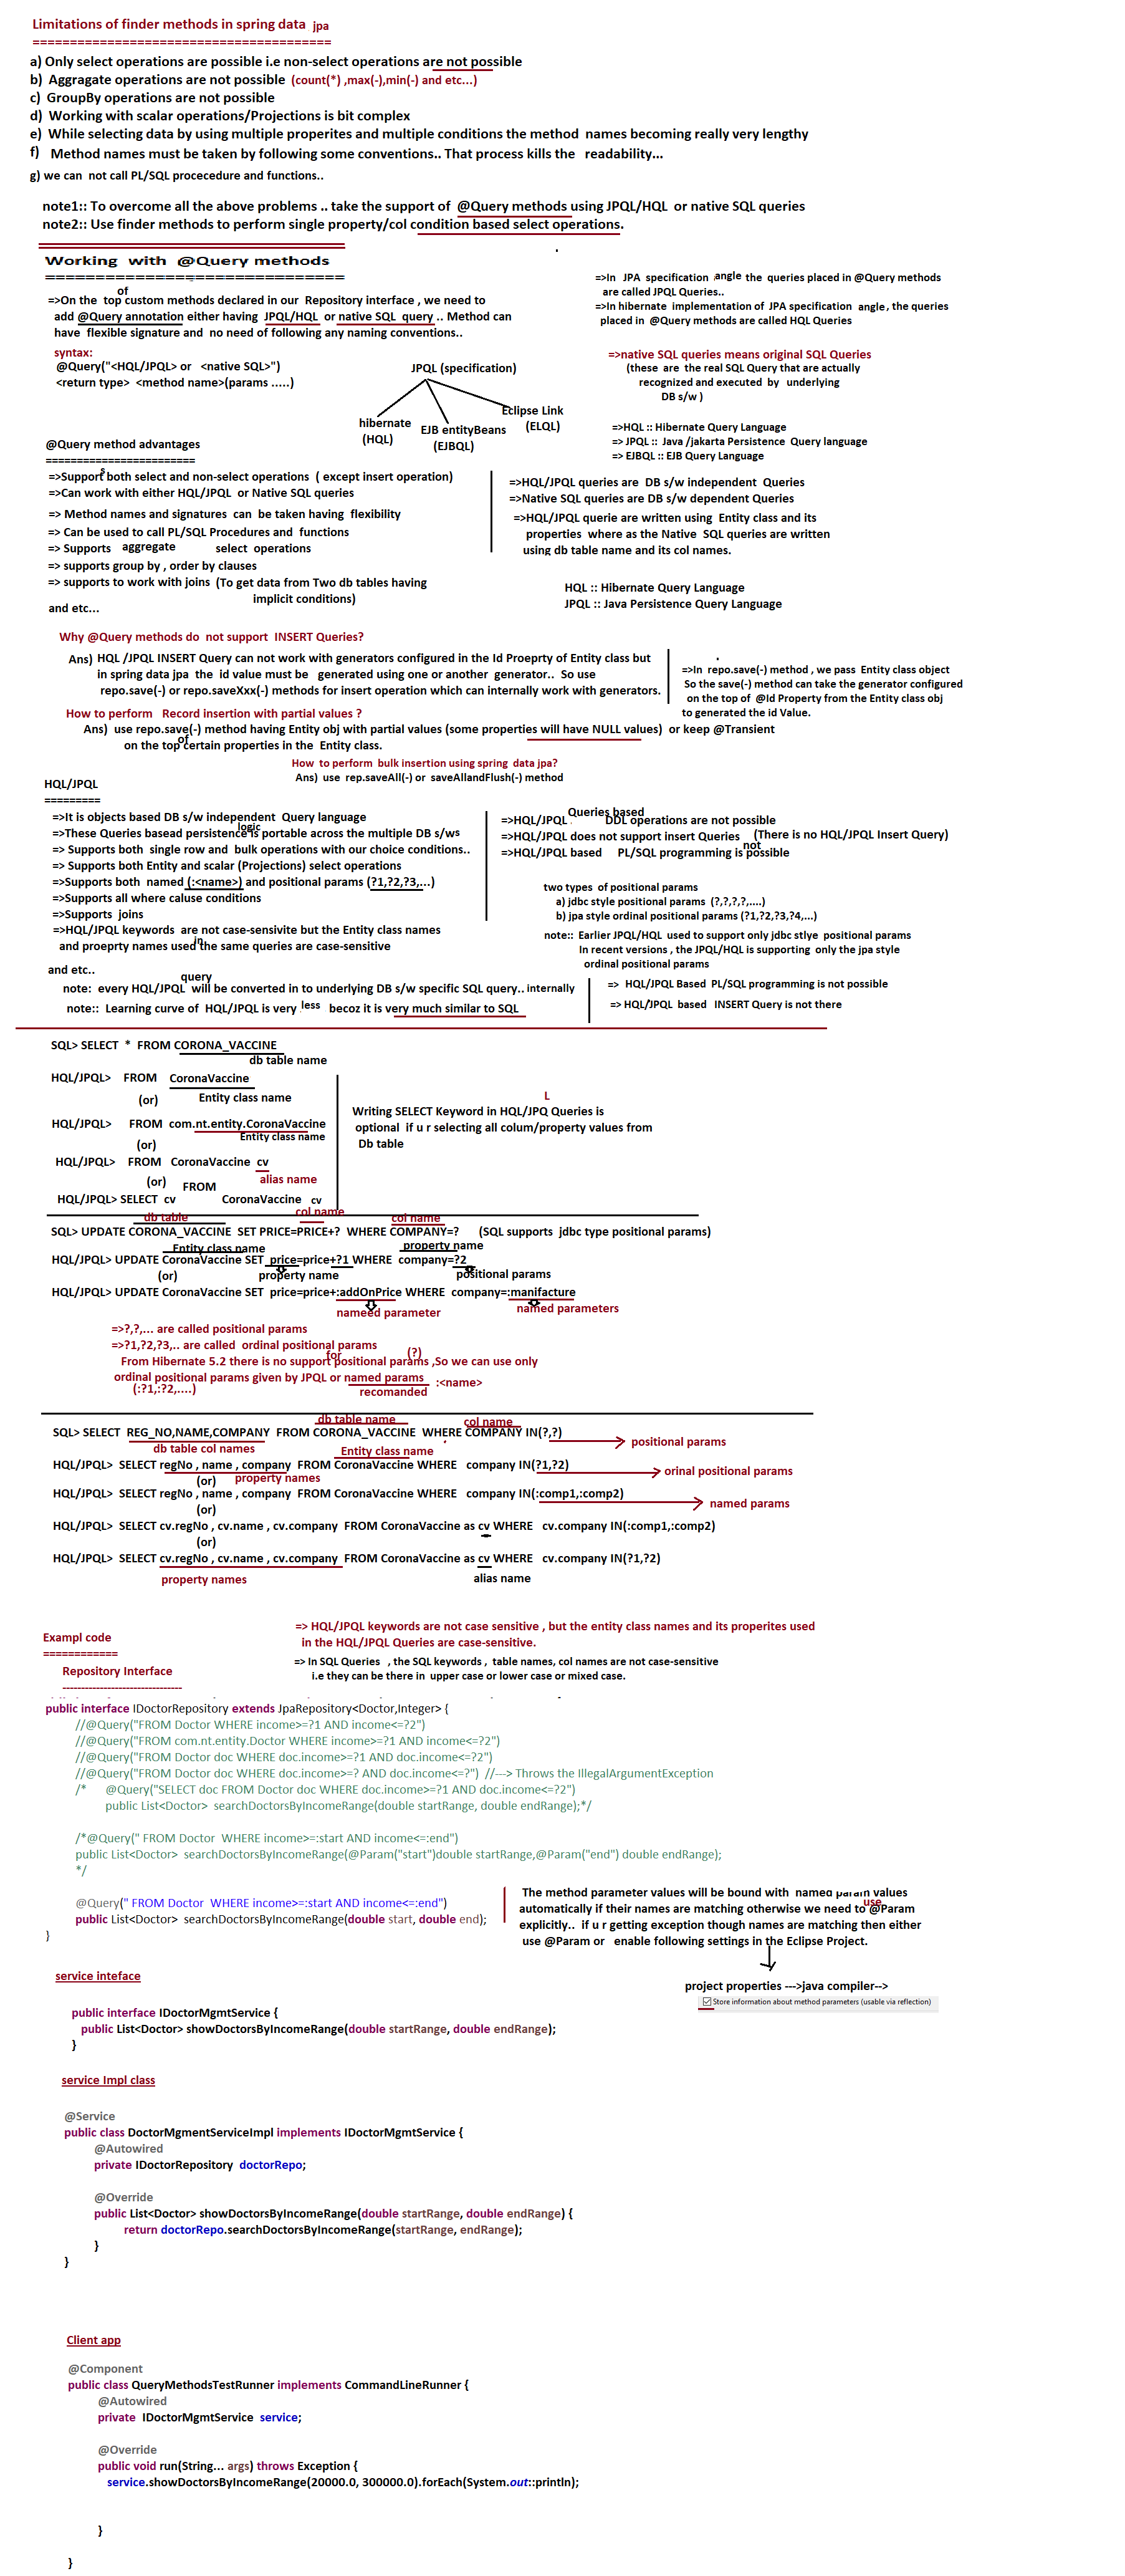 Limitations of finder methods in spring data jpa
========================================
a) Only select operations are possible i.e non-select operations are not possible
b) Aggragate operations are not possible (count(*) ,max(-),min(-) and etc...)
c) GroupBy operations are not possible
d) Working with scalar operations/Projections is bit complex
e) While selecting data by using multiple properites and multiple conditions the method names becoming really very lengthy
f) Method names must be taken by following some conventions.. That process kills the readability...
g) we can not call PL/SQL procecedure and functions..
note1:: To overcome all the above problems .. take the support of @Query methods using JPQL/HQL or native SQL queries
note2:: Use finder methods to perform single property/col condition based select operations.
Working with @Query methods
================================
=>On the top of custom methods declared in our Repository interface , we need to
add @Query annotation either having JPQL/HQL or native SQL query .. Method can
have flexible signature and no need of following any naming conventions..
=>In JPA specification angle the queries placed in @Query methods
are called JPQL Queries..
=>In hibernate implementation of JPA specification angle , the queries
placed in @Query methods are called HQL Queries
syntax:
@Query("<HQL/JPQL> or <native SQL>")
<return type> <method name>(params .....)
JPQL (specification)
hibernate
(HQL)
EJB entityBeans
(EJBQL)
Eclipse Link
(ELQL)
=>native SQL queries means original SQL Queries
(these are the real SQL Query that are actually
recognized and executed by underlying
DB s/w )
=>HQL :: Hibernate Query Language
=> JPQL :: Java /jakarta Persistence Query language
=> EJBQL :: EJB Query Language
@Query method advantages
========================
=>Supports both select and non-select operations ( except insert operation)
=>Can work with either HQL/JPQL or Native SQL queries
=> Method names and signatures can be taken having flexibility
=> Can be used to call PL/SQL Procedures and functions
=> Supports aggregate select operations
=> supports group by , order by clauses
=> supports to work with joins (To get data from Two db tables having
implicit conditions)
and etc...
=>HQL/JPQL queries are DB s/w independent Queries
=>Native SQL queries are DB s/w dependent Queries
=>HQL/JPQL querie are written using Entity class and its
properties where as the Native SQL queries are written
using db table name and its col names.
HQL :: Hibernate Query Language
JPQL :: Java Persistence Query Language
Why @Query methods do not support INSERT Queries?
Ans) HQL /JPQL INSERT Query can not work with generators configured in the Id Proeprty of Entity class but
in spring data jpa the id value must be generated using one or another generator.. So use
repo.save(-) or repo.saveXxx(-) methods for insert operation which can internally work with generators.
=>In repo.save(-) method , we pass Entity class object
So the save(-) method can take the generator configured
on the top of @Id Property from the Entity class obj
to generated the id Value.
How to perform Record insertion with partial values ?
Ans) use repo.save(-) method having Entity obj with partial values (some properties will have NULL values) or keep @Transient
on the top of certain properties in the Entity class.
How to perform bulk insertion using spring data jpa?
Ans) use rep.saveAll(-) or saveAllandFlush(-) method
HQL/JPQL
=========
=>It is objects based DB s/w independent Query language
=>These Queries basead persistence logic is portable across the multiple DB s/ws
=> Supports both single row and bulk operations with our choice conditions..
=> Supports both Entity and scalar (Projections) select operations
=>Supports both named (:<name>) and positional params (?1,?2,?3,...)
=>Supports all where caluse conditions
=>Supports joins
=>HQL/JPQL keywords are not case-sensivite but the Entity class names
and proeprty names used in the same queries are case-sensitive
and etc..
=>HQL/JPQL Queries based DDL operations are not possible
=>HQL/JPQL does not support insert Queries (There is no HQL/JPQL Insert Query)
=>HQL/JPQL based PL/SQL programming is not possible
two types of positional params
a) jdbc style positional params (?,?,?,?,....)
b) jpa style ordinal positional params (?1,?2,?3,?4,...)
note:: Earlier JPQL/HQL used to support only jdbc stlye positional params
In recent versions , the JPQL/HQL is supporting only the jpa style
ordinal positional params
note: every HQL/JPQL query will be converted in to underlying DB s/w specific SQL query.. internally
note:: Learning curve of HQL/JPQL is very less becoz it is very much similar to SQL
=> HQL/JPQL Based PL/SQL programming is not possible
=> HQL/JPQL based INSERT Query is not there
SQL> SELECT * FROM CORONA_VACCINE
db table name
HQL/JPQL> FROM CoronaVaccine
(or) Entity class name
HQL/JPQL> FROM com.nt.entity.CoronaVaccine
Entity class name
(or)
HQL/JPQL> FROM CoronaVaccine cv
(or) alias name
HQL/JPQL> SELECT cv FROM CoronaVaccine cv
Writing SELECT Keyword in HQL/JPQL Queries is
optional if u r selecting all colum/property values from
Db table
db table col name col name
SQL> UPDATE CORONA_VACCINE SET PRICE=PRICE+? WHERE COMPANY=? (SQL supports jdbc type positional params)
Entity class name property name
HQL/JPQL> UPDATE CoronaVaccine SET price=price+?1 WHERE company=?2
(or) property name positional params
HQL/JPQL> UPDATE CoronaVaccine SET price=price+:addOnPrice WHERE company=:manifacture
nameed parameter named parameters
=>?,?,... are called positional params
=>?1,?2,?3,.. are called ordinal positional params
From Hibernate 5.2 there is no support for positional params (?) ,So we can use only
ordinal positional params given by JPQL or named params :<name>
(:?1,:?2,....) recomanded
db table name col name
SQL> SELECT REG_NO,NAME,COMPANY FROM CORONA_VACCINE WHERE COMPANY IN(?,?) positional params
db table col names Entity class name
HQL/JPQL> SELECT regNo , name , company FROM CoronaVaccine WHERE company IN(?1,?2) orinal positional params
(or) property names
HQL/JPQL> SELECT regNo , name , company FROM CoronaVaccine WHERE company IN(:comp1,:comp2) named params
(or)
HQL/JPQL> SELECT cv.regNo , cv.name , cv.company FROM CoronaVaccine as cv WHERE cv.company IN(:comp1,:comp2)
(or)
HQL/JPQL> SELECT cv.regNo , cv.name , cv.company FROM CoronaVaccine as cv WHERE cv.company IN(?1,?2)
property names alias name
=> HQL/JPQL keywords are not case sensitive , but the entity class names and its properites used
in the HQL/JPQL Queries are case-sensitive.
=> In SQL Queries , the SQL keywords , table names, col names are not case-sensitive
i.e they can be there in upper case or lower case or mixed case.
Exampl code
============
Repository Interface
--------------------------------
public interface IDoctorRepository extends JpaRepository<Doctor,Integer> {
//@Query("FROM Doctor WHERE income>=?1 AND income<=?2")
//@Query("FROM com.nt.entity.Doctor WHERE income>=?1 AND income<=?2")
//@Query("FROM Doctor doc WHERE doc.income>=?1 AND doc.income<=?2")
//@Query("FROM Doctor doc WHERE doc.income>=? AND doc.income<=?") //---> Throws the IllegalArgumentException
/* @Query("SELECT doc FROM Doctor doc WHERE doc.income>=?1 AND doc.income<=?2")
public List<Doctor> searchDoctorsByIncomeRange(double startRange, double endRange);*/
/*@Query(" FROM Doctor WHERE income>=:start AND income<=:end")
public List<Doctor> searchDoctorsByIncomeRange(@Param("start")double startRange,@Param("end") double endRange);
*/
@Query(" FROM Doctor WHERE income>=:start AND income<=:end")
public List<Doctor> searchDoctorsByIncomeRange(double start, double end);
}
The method parameter values will be bound with named param values
automatically if their names are matching otherwise we need to use @Param
explicitly.. if u r getting exception though names are matching then either
use @Param or enable following settings in the Eclipse Project.
project properties --->java compiler-->
Store information about method parameters (usable via reflection)
service inteface
public interface IDoctorMgmtService {
public List<Doctor> showDoctorsByIncomeRange(double startRange, double endRange);
}
service Impl class
@Service
public class DoctorMgmentServiceImpl implements IDoctorMgmtService {
@Autowired
private IDoctorRepository doctorRepo;
@Override
public List<Doctor> showDoctorsByIncomeRange(double startRange, double endRange) {
return doctorRepo.searchDoctorsByIncomeRange(startRange, endRange);
}
}
Client app
@Component
public class QueryMethodsTestRunner implements CommandLineRunner {
@Autowired
private IDoctorMgmtService service;
@Override
public void run(String... args) throws Exception {
service.showDoctorsByIncomeRange(20000.0, 300000.0).forEach(System.out::println);
}
}